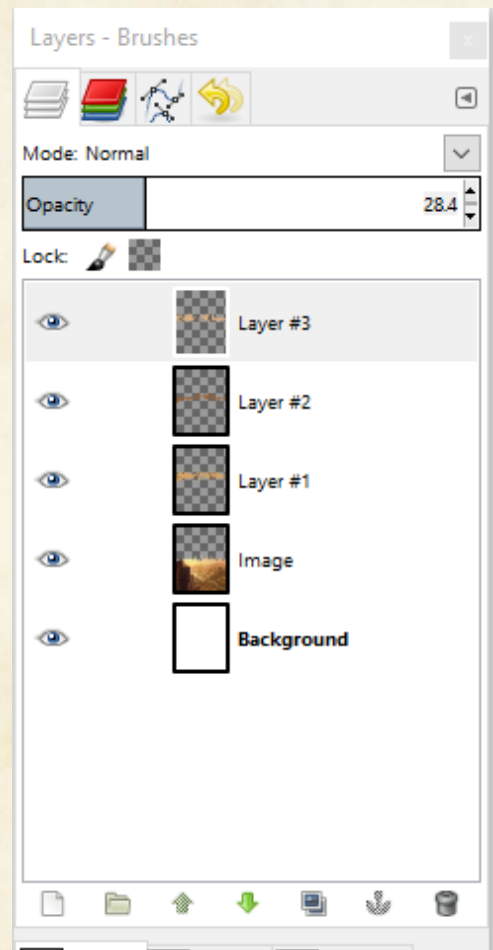 Layers - Brushes
x
Mode: Normal
Opacity 28.4
Lock:
Layer #3
Layer #2
Layer #1
Image
Background